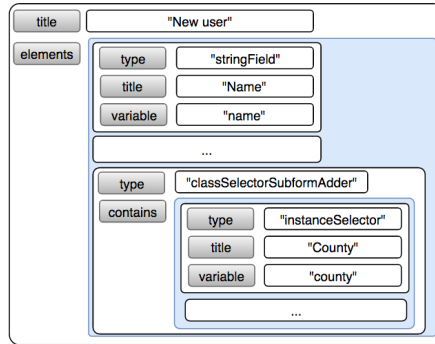 title "New user"
elements
type "stringField"
title "Name"
variable "name"
...
type "classSelectorSubformAdder"
contains
type "instanceSelector"
title "County"
variable "county"
...